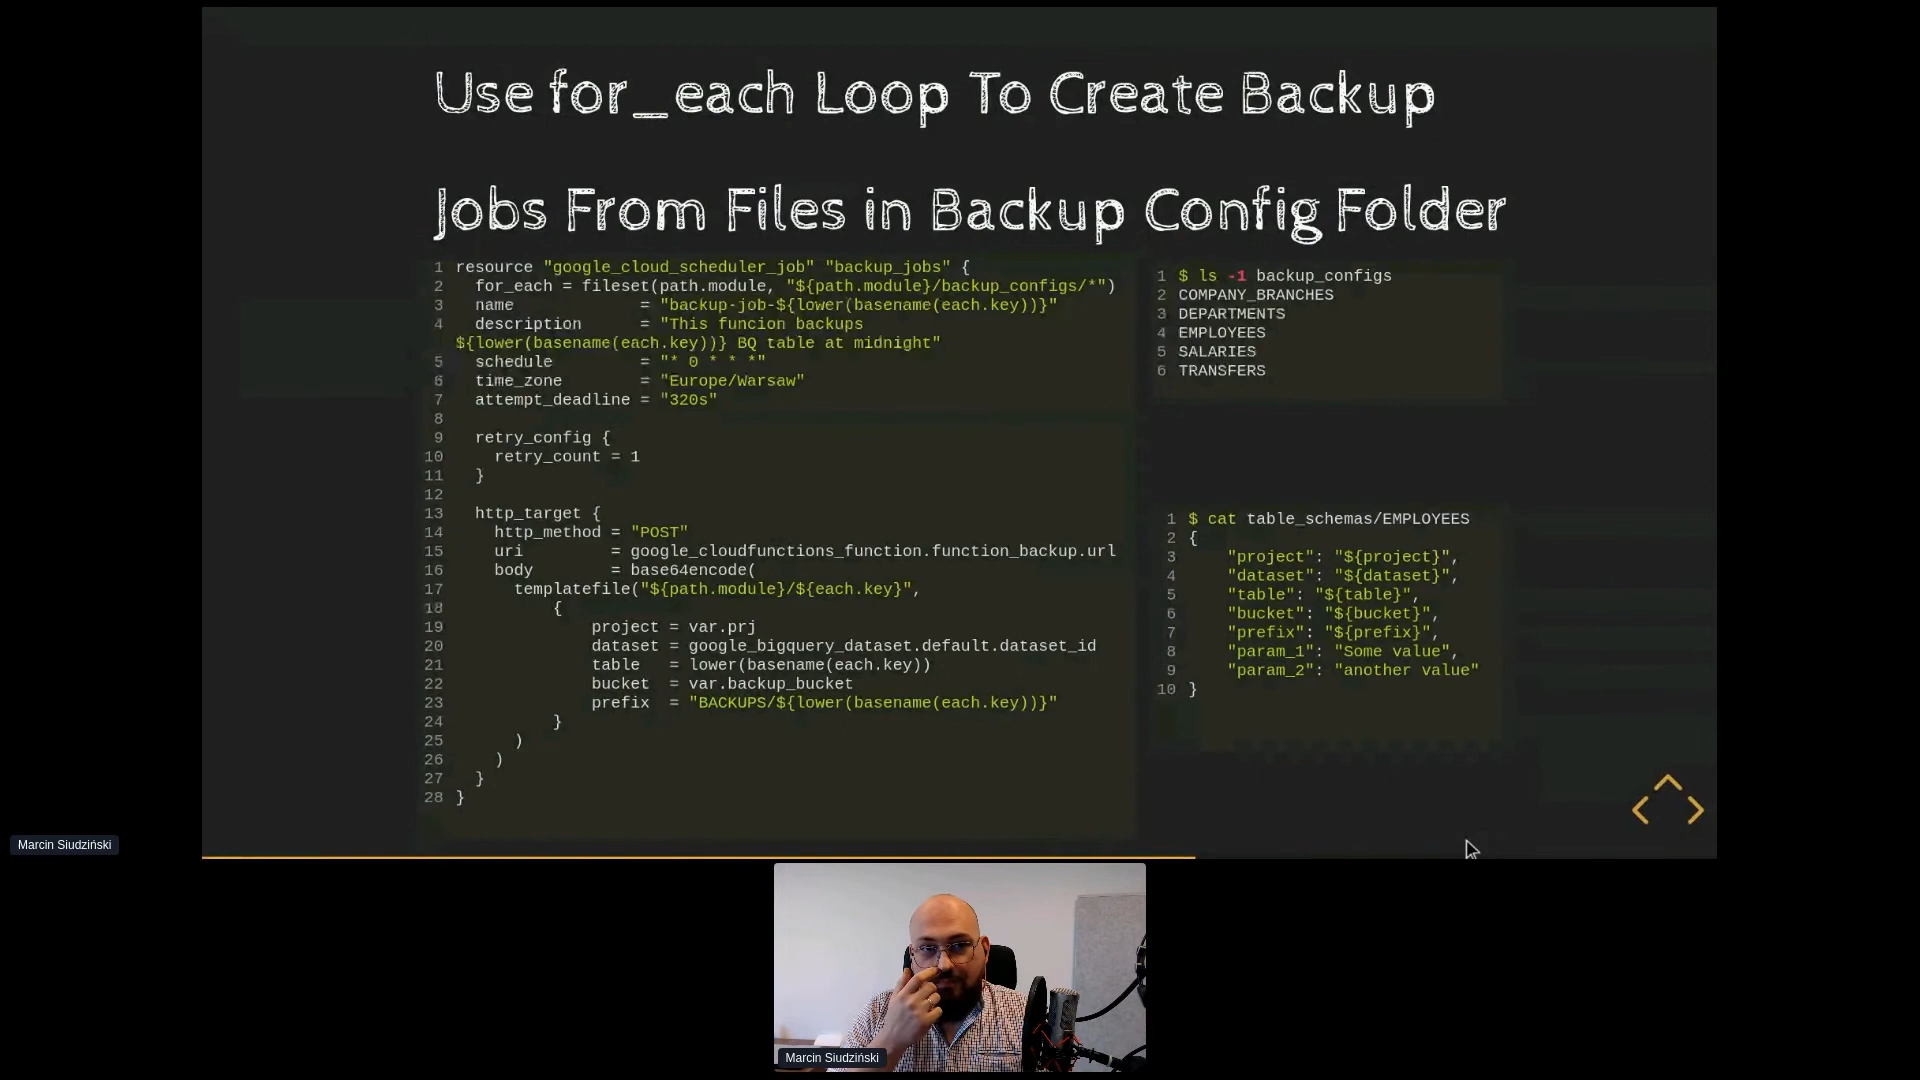 Use for_each Loop To Create Backup
Jobs From Files in Backup Config Folder
1 resource "google_cloud_scheduler_job" "backup_jobs" {
2   for_each = fileset(path.module, "${path.module}/backup_configs/*")
3   name             = "backup-job-${lower(basename(each.key))}"
4   description      = "This funcion backups
${lower(basename(each.key))} BQ table at midnight"
5   schedule         = "* 0 * * *"
6   time_zone        = "Europe/Warsaw"
7   attempt_deadline = "320s"
8
9   retry_config {
10     retry_count = 1
11   }
12
13   http_target {
14     http_method = "POST"
15     uri         = google_cloudfunctions_function.function_backup.url
16     body        = base64encode(
17       templatefile("${path.module}/${each.key}",
18           {
19               project = var.prj
20               dataset = google_bigquery_dataset.default.dataset_id
21               table   = lower(basename(each.key))
22               bucket  = var.backup_bucket
23               prefix  = "BACKUPS/${lower(basename(each.key))}"
24           }
25       )
26     )
27   }
28 }
1 $ ls -1 backup_configs
2 COMPANY_BRANCHES
3 DEPARTMENTS
4 EMPLOYEES
5 SALARIES
6 TRANSFERS
1 $ cat table_schemas/EMPLOYEES
2 {
3     "project": "${project}",
4     "dataset": "${dataset}",
5     "table": "${table}",
6     "bucket": "${bucket}",
7     "prefix": "${prefix}",
8     "param_1": "Some value",
9     "param_2": "another value"
10 }
Marcin Siudziński
Marcin Siudziński